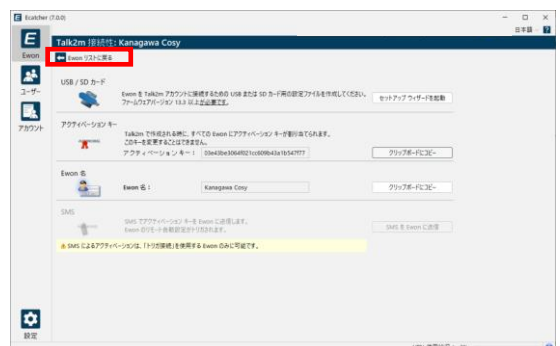 Ecatcher (7.0.0)
日本語
Talk2m 接続性: Kanagawa Cosy
Ewon リストに戻る
Ewon
ユーザー
アカウント
設定
USB / SD カード
Ewon を Talk2m アカウントに接続するための USB または SD カード用の設定ファイルを作成してください。
ファームウェアバージョン 13.3 以上が必要です。
セットアップ ウィザードを起動
アクティベーション キー
Talk2m で作成される時に、すべての Ewon にアクティベーション キーが割り当てられます。
このキーを変更することはできません。
アクティベーション キー :
クリップボードにコピー
Ewon 名
Ewon 名 :
Kanagawa Cosy
クリップボードにコピー
SMS
SMS でアクティベーション キーを Ewon に送信します。
Ewon のリモート自動設定がトリガされます。
SMS を Ewon に送信
SMS によるアクティベーションは、「トリガ接続」を使用する Ewon のみに可能です。